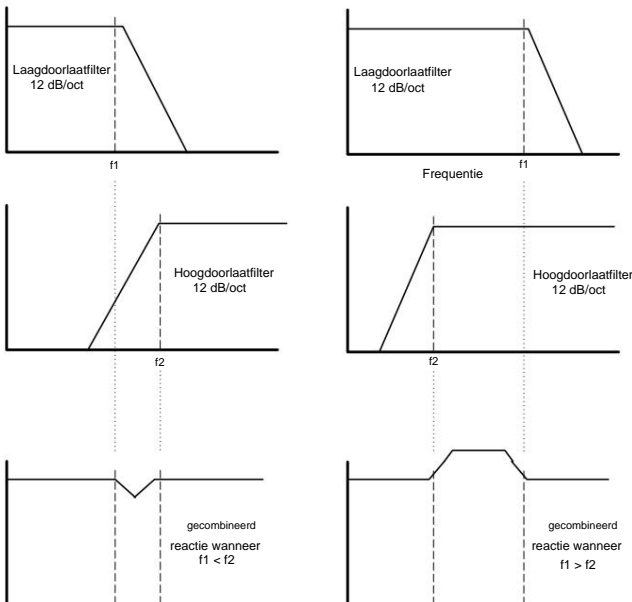 Laagdoorlaatfilter
12 dB/oct
f1
Laagdoorlaatfilter
12 dB/oct
f1
Frequentie
Hoogdoorlaatfilter
12 dB/oct
f2
Hoogdoorlaatfilter
12 dB/oct
f2
gecombineerd
reactie wanneer
f1 < f2
gecombineerd
reactie wanneer
f1 > f2